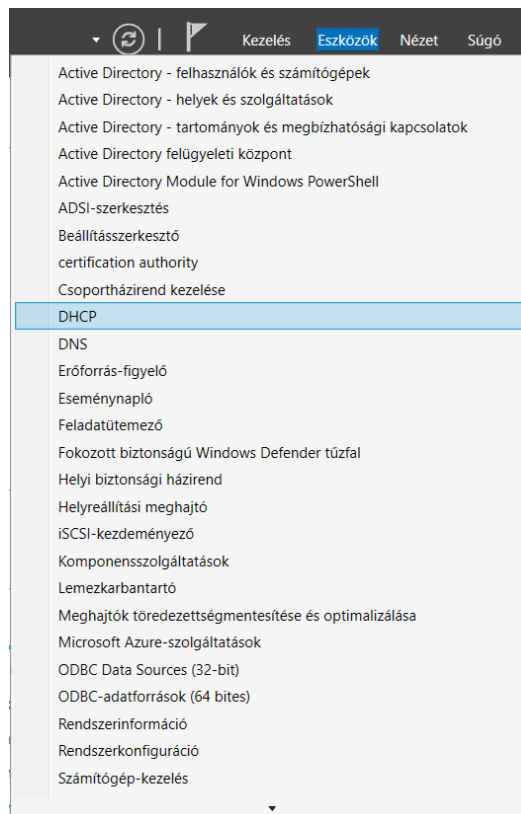 Kezelés Eszközök Nézet Súgó
Active Directory - felhasználók és számítógépek
Active Directory - helyek és szolgáltatások
Active Directory - tartományok és megbízhatósági kapcsolatok
Active Directory felügyeleti központ
Active Directory Module for Windows PowerShell
ADSI-szerkesztés
Beállításszerkesztő
certification authority
Csoportházirend kezelése
DHCP
DNS
Erőforrás-figyelő
Eseménynapló
Feladatütemező
Fokozott biztonságú Windows Defender tűzfal
Helyi biztonsági házirend
Helyreállítási meghajtó
iSCSI-kezdeményező
Komponensszolgáltatások
Lemezkarbantartó
Meghajtók töredezettségmentesítése és optimalizálása
Microsoft Azure-szolgáltatások
ODBC Data Sources (32-bit)
ODBC-adatforrások (64 bites)
Rendszerinformáció
Rendszerkonfiguráció
Számítógép-kezelés